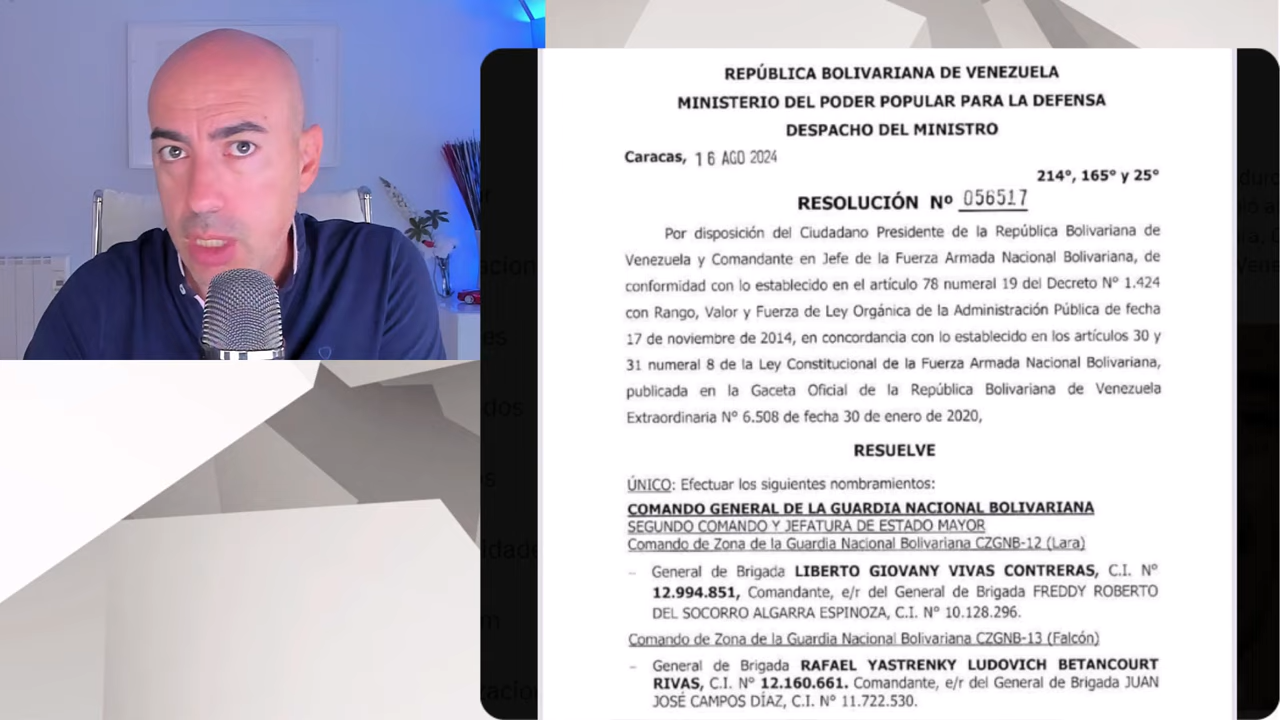 REPÚBLICA BOLIVARIANA DE VENEZUELA
MINISTERIO DEL PODER POPULAR PARA LA DEFENSA
DESPACHO DEL MINISTRO
Caracas, 16 AGO 2024
214°, 165° y 25°
RESOLUCIÓN Nº 056517
Por disposición del Ciudadano Presidente de la República Bolivariana de
Venezuela y Comandante en Jefe de la Fuerza Armada Nacional Bolivariana, de
conformidad con lo establecido en el artículo 78 numeral 19 del Decreto N° 1.424
con Rango, Valor y Fuerza de Ley Orgánica de la Administración Pública de fecha
17 de noviembre de 2014, en concordancia con lo establecido en los artículos 30 y
31 numeral 8 de la Ley Constitucional de la Fuerza Armada Nacional Bolivariana,
publicada en la Gaceta Oficial de la República Bolivariana de Venezuela
Extraordinaria N° 6.508 de fecha 30 de enero de 2020,
RESUELVE
ÚNICO: Efectuar los siguientes nombramientos:
COMANDO GENERAL DE LA GUARDIA NACIONAL BOLIVARIANA
SEGUNDO COMANDO Y JEFATURA DE ESTADO MAYOR
Comando de Zona de la Guardia Nacional Bolivariana CZGNB-12 (Lara)
– General de Brigada LIBERTO GIOVANY VIVAS CONTRERAS, C.I. N°
12.994.851, Comandante, e/r del General de Brigada FREDDY ROBERTO
DEL SOCORRO ALGARRA ESPINOZA, C.I. N° 10.128.296.
Comando de Zona de la Guardia Nacional Bolivariana CZGNB-13 (Falcón)
– General de Brigada RAFAEL YASTRENKY LUDOVICH BETANCOURT
RIVAS, C.I. N° 12.160.661. Comandante, e/r del General de Brigada JUAN
JOSÉ CAMPOS DÍAZ, C.I. N° 11.722.530.